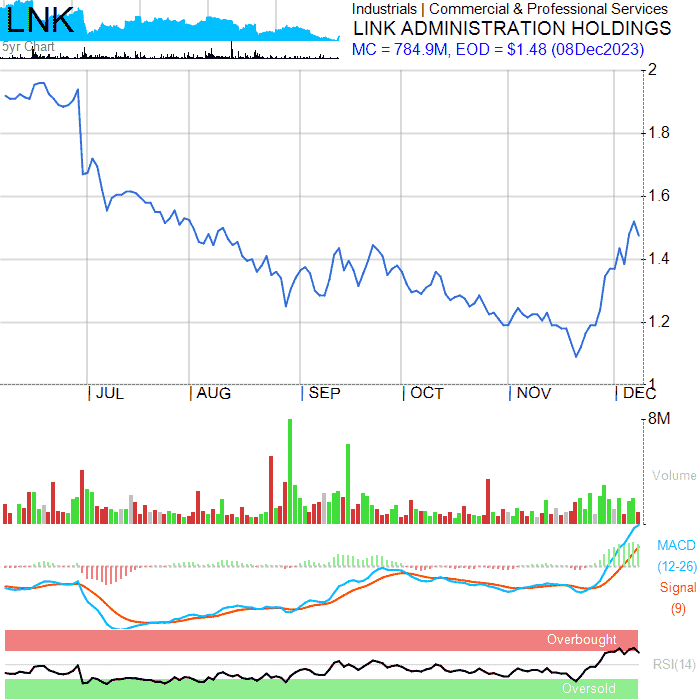 LNK
5yr Chart
Industrials | Commercial & Professional Services
LINK ADMINISTRATION HOLDINGS
MC = 784.9M, EOD = $1.48 (08Dec2023)
2
1.8
1.6
1.4
1.2
1
JUL AUG SEP OCT NOV DEC
8M
Volume
MACD
(12-26)
Signal
(9)
Overbought
RSI(14)
Oversold